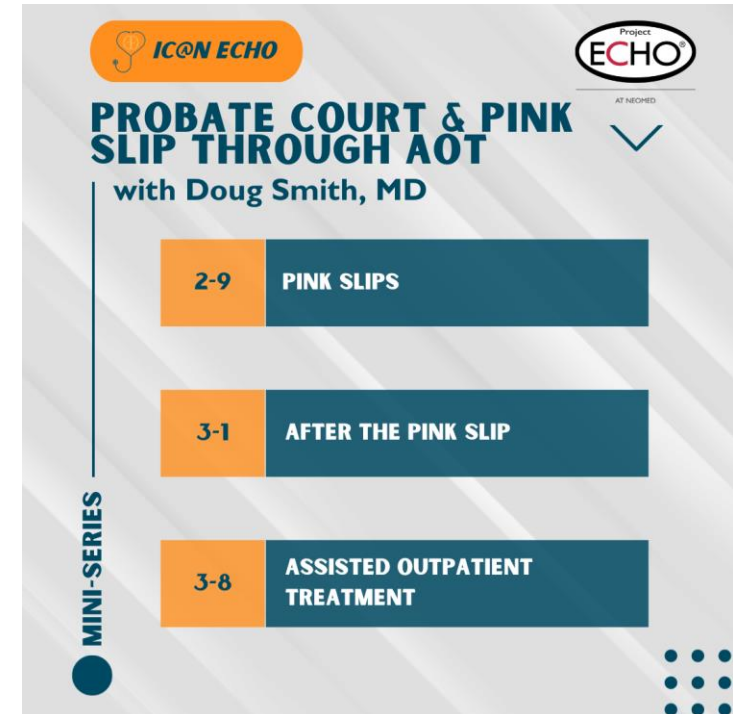 IC@N ECHO
Project
ECHO®
AT NEOMED
PROBATE COURT & PINK
SLIP THROUGH AOT
with Doug Smith, MD
2-9
PINK SLIPS
3-1
AFTER THE PINK SLIP
3-8
ASSISTED OUTPATIENT
TREATMENT
MINI-SERIES